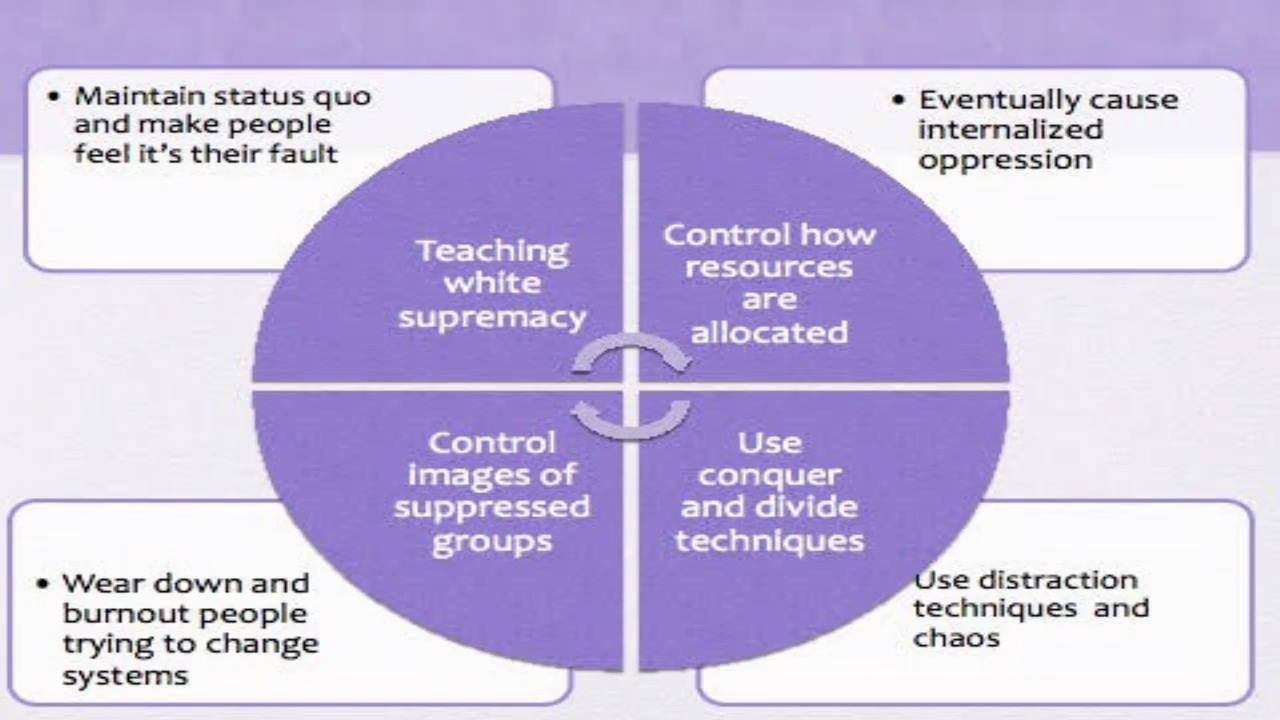 • Maintain status quo
and make people
feel it's their fault
• Eventually cause
internalized
oppression
Teaching
white
supremacy
Control how
resources
are
allocated
Control
images of
suppressed
groups
Use
conquer
and divide
techniques
• Wear down and
burnout people
trying to change
systems
Use distraction
techniques and
chaos